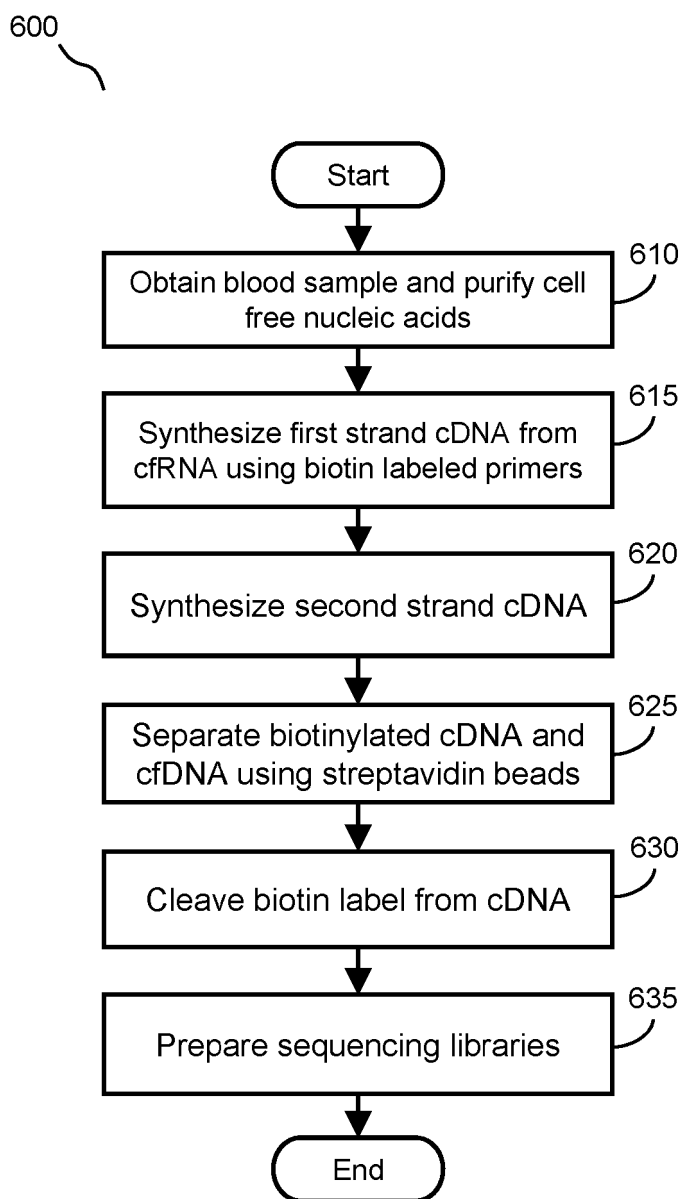 600
Start
610
Obtain blood sample and purify cell
free nucleic acids
615
Synthesize first strand cDNA from
cfRNA using biotin labeled primers
620
Synthesize second strand cDNA
625
Separate biotinylated cDNA and
cfDNA using streptavidin beads
630
Cleave biotin label from cDNA
635
Prepare sequencing libraries
End